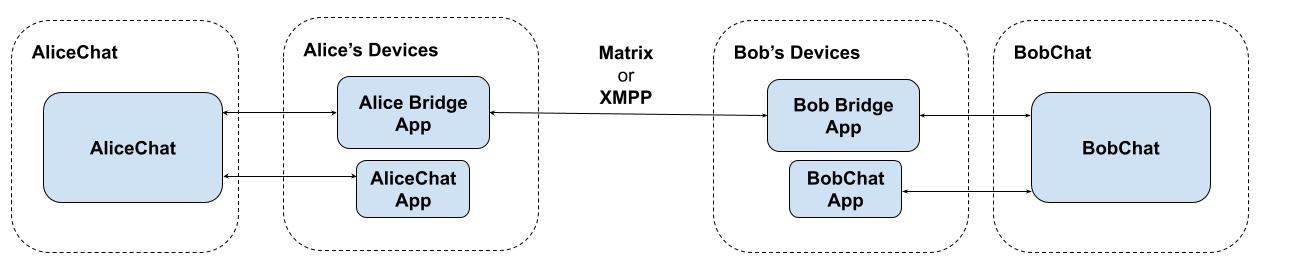 AliceChat
AliceChat
Alice's Devices
Alice Bridge
App
AliceChat
App
Matrix
or
XMPP
Bob's Devices
Bob Bridge
App
BobChat
App
BobChat
BobChat